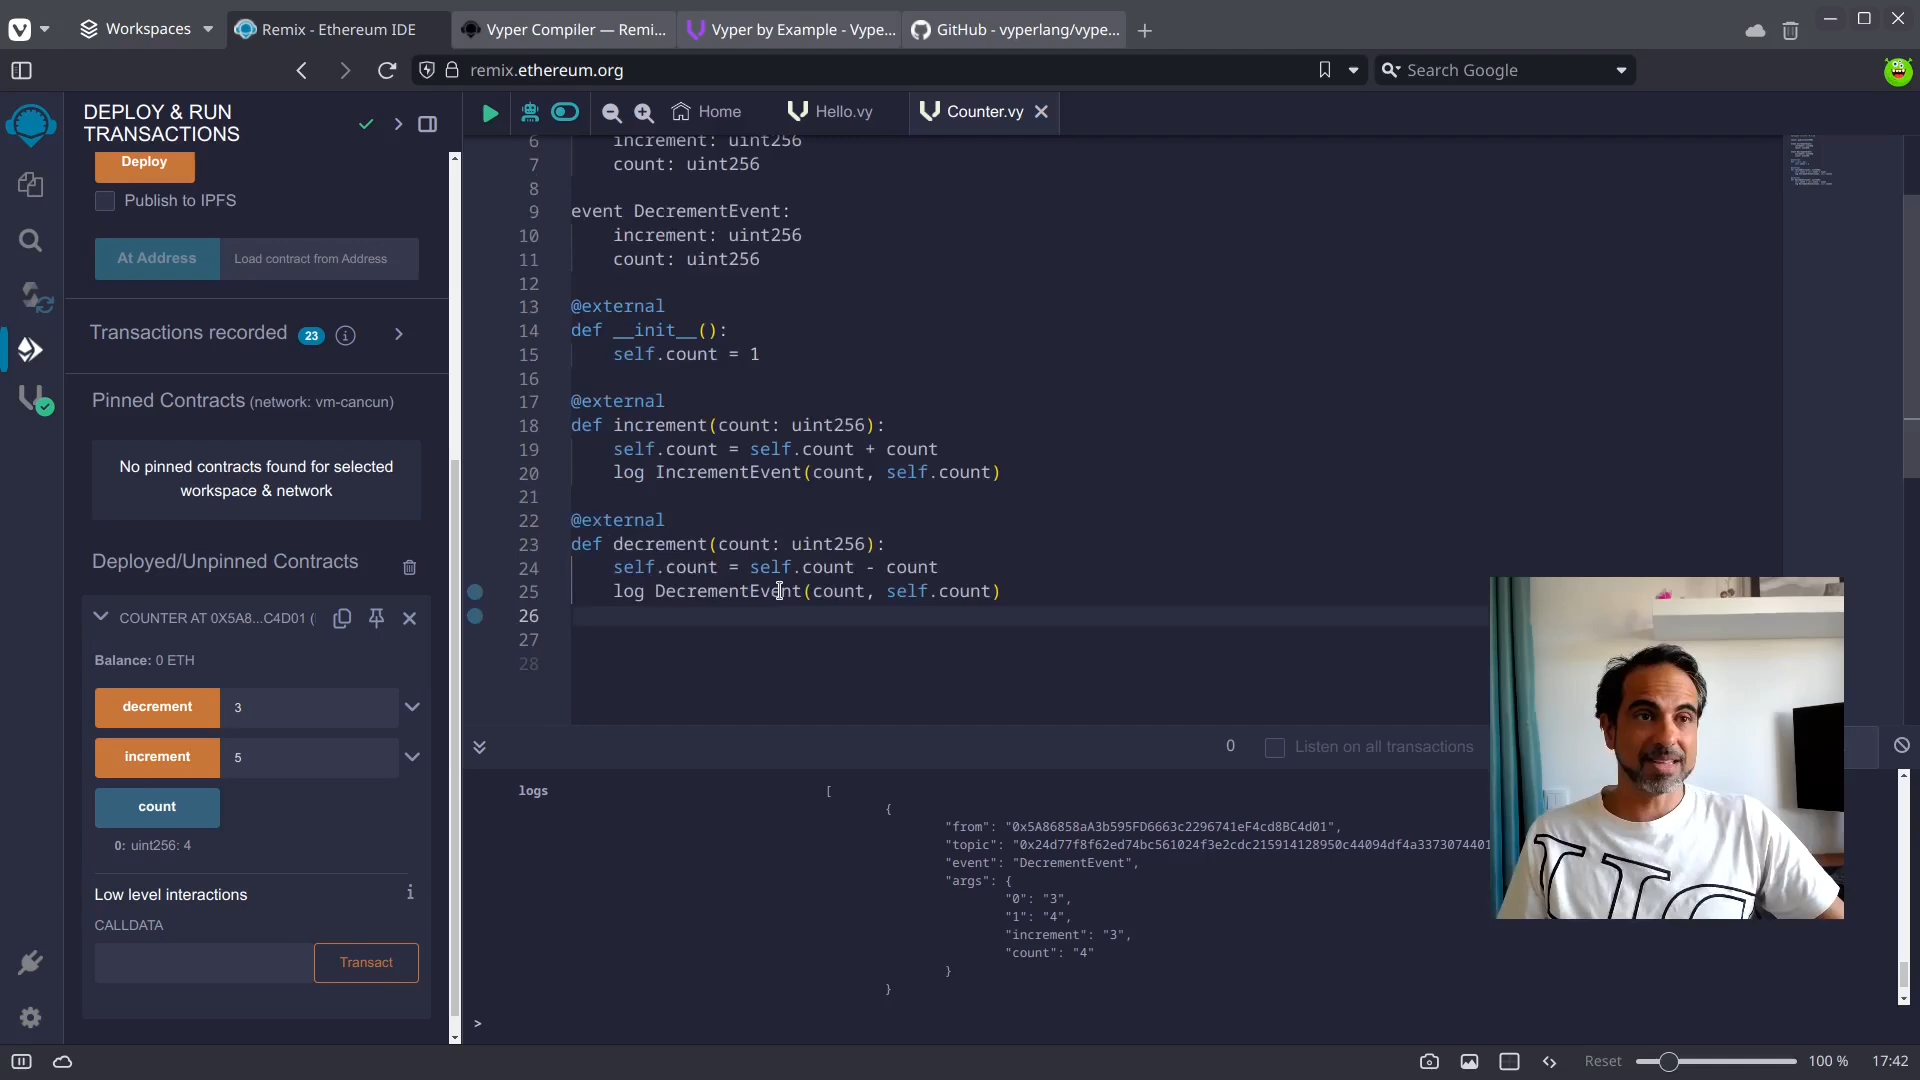 Workspaces
Remix - Ethereum IDE
Vyper Compiler — Remi...
Vyper by Example - Vype...
GitHub - vyperlang/vype...
remix.ethereum.org
Search Google
DEPLOY & RUN
TRANSACTIONS
Home
Hello.vy
Counter.vy
Deploy
Publish to IPFS
At Address
Load contract from Address
Transactions recorded 23
Pinned Contracts (network: vm-cancun)
No pinned contracts found for selected
workspace & network
Deployed/Unpinned Contracts
COUNTER AT 0X5A8...C4D01 (
Balance: 0 ETH
decrement 3
increment 5
count
0: uint256: 4
Low level interactions
CALLDATA
Transact
6 increment: uint256
7 count: uint256
8
9 event DecrementEvent:
10 increment: uint256
11 count: uint256
12
13 @external
14 def __init__():
15 self.count = 1
16
17 @external
18 def increment(count: uint256):
19 self.count = self.count + count
20 log IncrementEvent(count, self.count)
21
22 @external
23 def decrement(count: uint256):
24 self.count = self.count - count
25 log DecrementEvent(count, self.count)
26
27
28
0
Listen on all transactions
logs
[
{
"from": "0x5A86858aA3b595FD6663c2296741eF4cd8BC4d01",
"topic": "0x24d77f8f62ed74bc561024f3e2cdc215914128950c44094df4a3373074401
"event": "DecrementEvent",
"args": {
"0": "3",
"1": "4",
"increment": "3",
"count": "4"
}
}
>
Reset
100 %
17:42